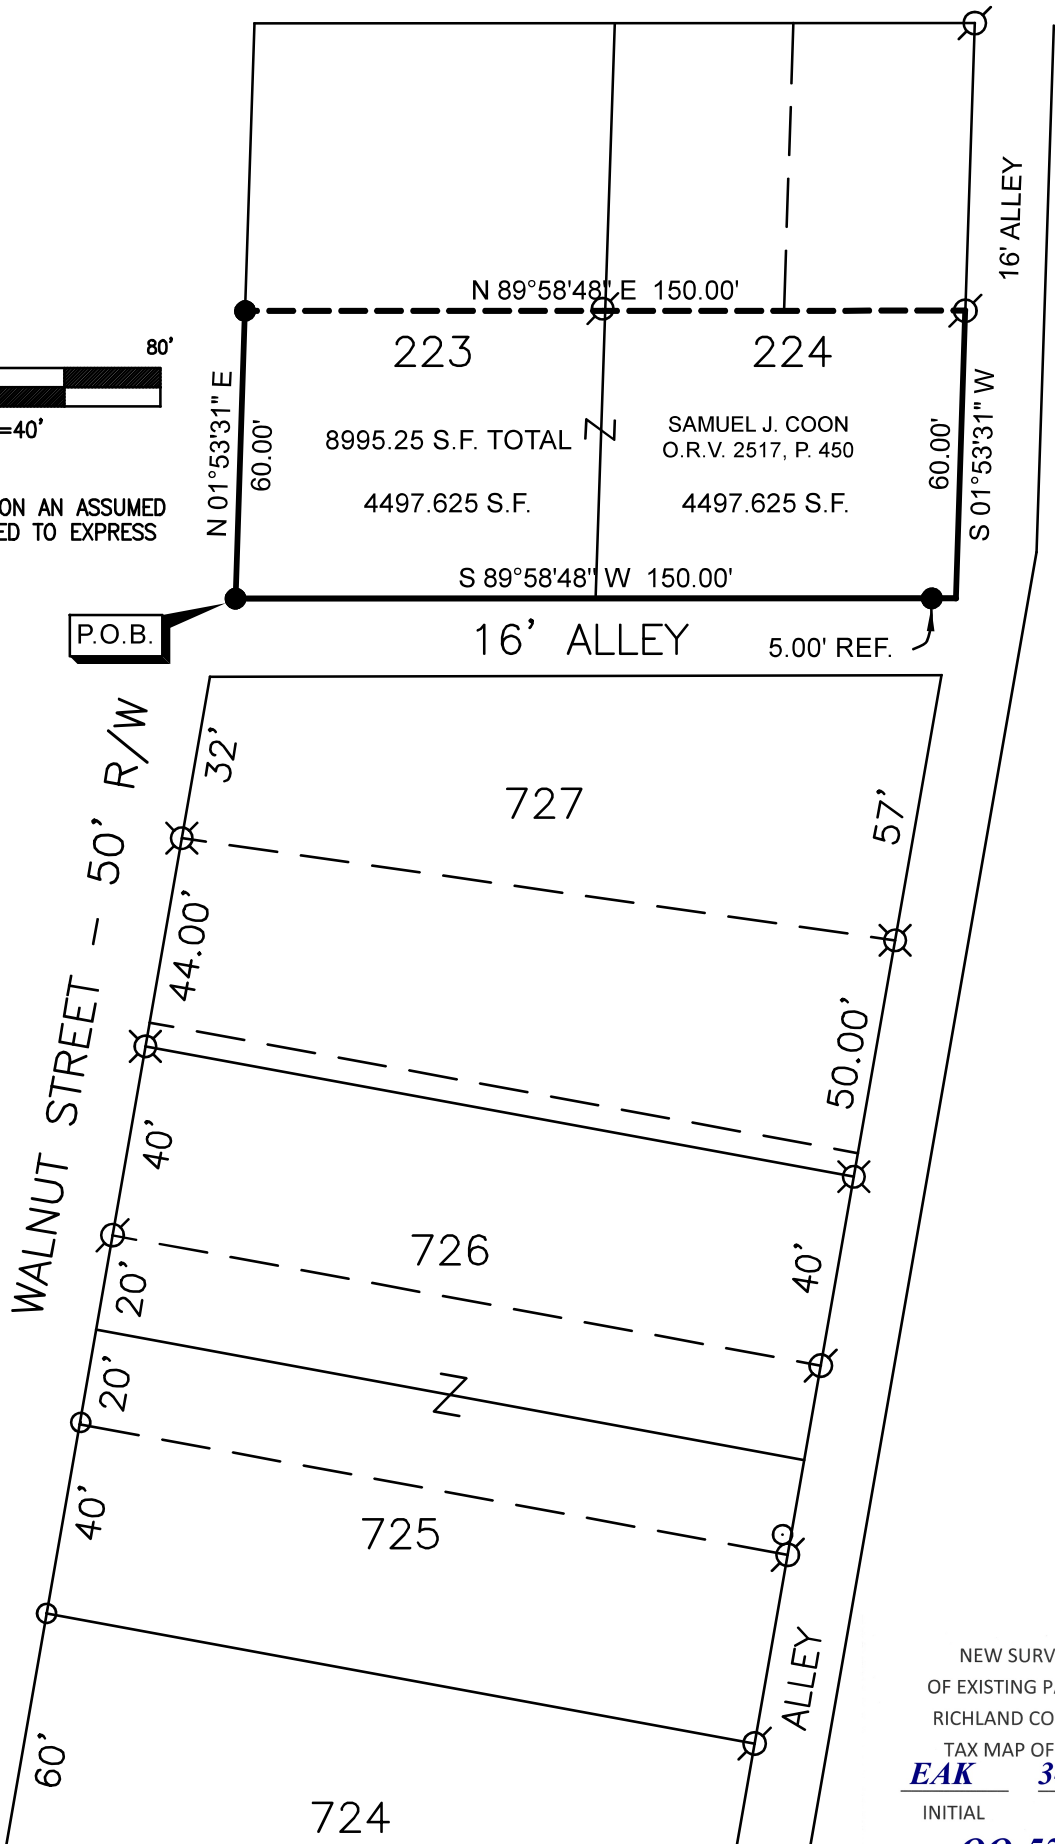 16' ALLEY
N 89°58'48" E 150.00'
80'
223
224
=40'
N 01°53'31" E
60.00'
8995.25 S.F. TOTAL
SAMUEL J. COON
O.R.V. 2517, P. 450
60.00'
S 01°53'31" W
4497.625 S.F.
4497.625 S.F.
ON AN ASSUMED
ED TO EXPRESS
S 89°58'48" W 150.00'
P.O.B.
16' ALLEY
5.00' REF.
WALNUT STREET - 50' R/W
32'
727
57'
44.00'
50.00'
40'
726
40'
20'
20'
40'
725
ALLEY
60'
724
NEW SURV
OF EXISTING PA
RICHLAND CO
TAX MAP OF
EAK
INITIAL